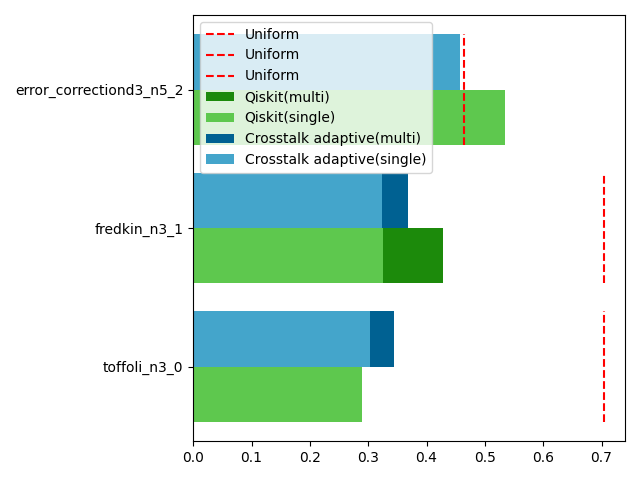 Uniform
Uniform
Uniform
Qiskit(multi)
Qiskit(single)
Crosstalk adaptive(multi)
Crosstalk adaptive(single)
error_correctiond3_n5_2
fredkin_n3_1
toffoli_n3_0
0.0 0.1 0.2 0.3 0.4 0.5 0.6 0.7